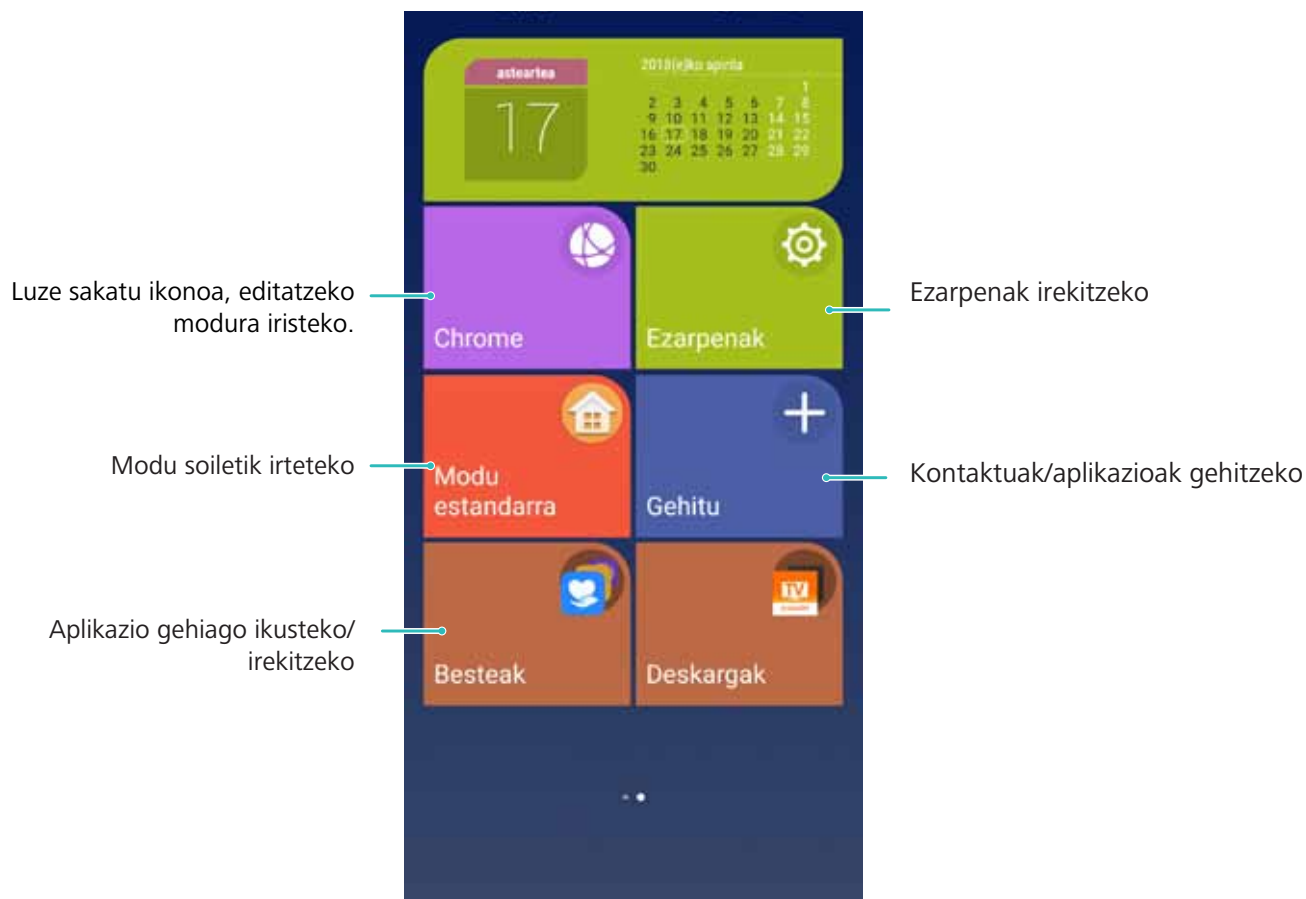 asteartea
17
2018(e)ko apirila
1
2 3 4 5 6 7 8
9 10 11 12 13 14 15
16 17 18 19 20 21 22
23 24 25 26 27 28 29
30
Luze sakatu ikonoa, editatzeko
modura iristeko.
Chrome
Ezarpenak
Ezarpenak irekitzeko
Modu soiletik irteteko
Modu
estandarra
Gehitu
Kontaktuak/aplikazioak gehitzeko
Aplikazio gehiago ikusteko/
irekitzeko
Besteak
TV
Deskargak